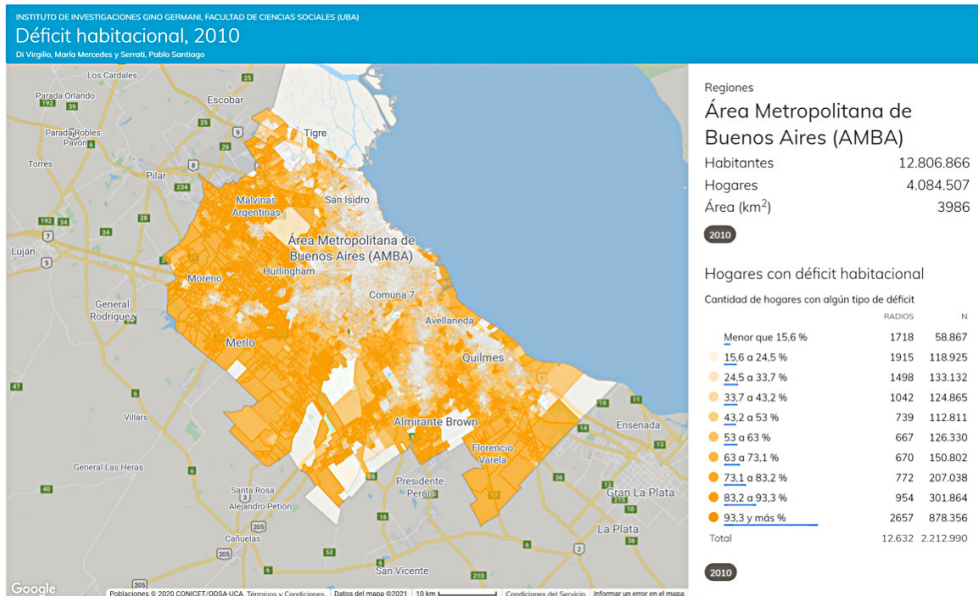 INSTITUTO DE INVESTIGACIONES GINO GERMANI, FACULTAD DE CIENCIAS SOCIALES (UBA)
Déficit habitacional, 2010
Di Virgilio, María Mercedes y Serrati, Pablo Santiago
Los Cardales
Parada Orlando
Escobar
Parada Robles
Pavón
Tigre
Torres
Pilar
Malvinas
Argentinas
San Isidro
Área Metropolitana de
Buenos Aires (AMBA)
Luján
Moreno
Hurlingham
Comuna 7
General
Rodríguez
Avellaneda
Merlo
Quilmes
Villars
Almirante Brown
Ensenada
Florencio
Varela
General Las Heras
Presidente
Perón
Santa Rosa
Gran La Plata
Alejandro Petión
La Plata
Cañuelas
San Vicente
Google
Poblaciones © 2020 CONICET/ODSA-UCA. Términos y Condiciones. Datos del mapa ©2021 10 km Condiciones del Servicio Informar un error en el mapa
Regiones
Área Metropolitana de
Buenos Aires (AMBA)
Habitantes 12.806.866
Hogares 4.084.507
Área (km²) 3986
2010
Hogares con déficit habitacional
Cantidad de hogares con algún tipo de déficit
RADIOS N
Menor que 15,6 % 1718 58.867
15,6 a 24,5 % 1915 118.925
24,5 a 33,7 % 1498 133.132
33,7 a 43,2 % 1042 124.865
43,2 a 53 % 739 112.811
53 a 63 % 667 126.330
63 a 73,1 % 670 150.802
73,1 a 83,2 % 772 207.038
83,2 a 93,3 % 954 301.864
93,3 y más % 2657 878.356
Total 12.632 2.212.990
2010